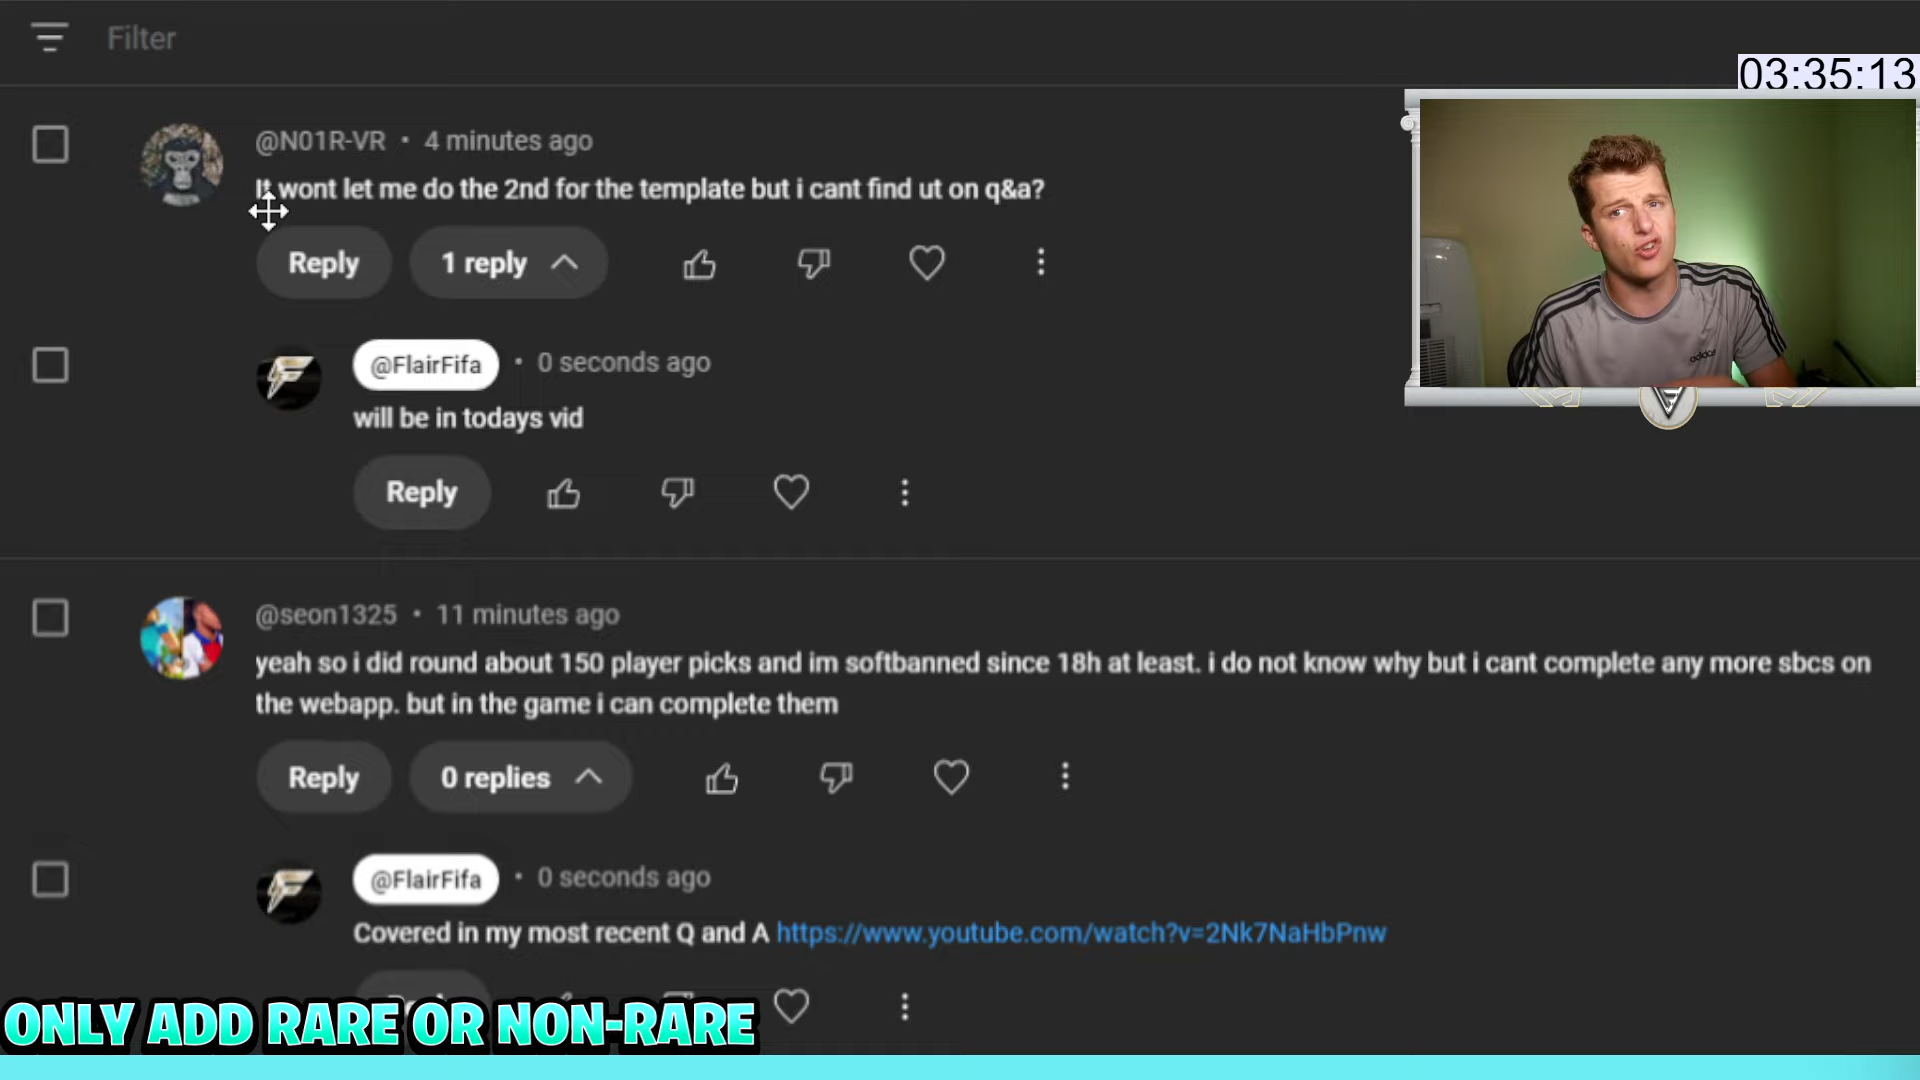 Filter
03:35:13
@N01R-VR • 4 minutes ago
It wont let me do the 2nd for the template but i cant find ut on q&a?
Reply
1 reply
@FlairFifa • 0 seconds ago
will be in todays vid
Reply
@seon1325 • 11 minutes ago
yeah so i did round about 150 player picks and im softbanned since 18h at least. i do not know why but i cant complete any more sbcs on
the webapp. but in the game i can complete them
Reply
0 replies
@FlairFifa • 0 seconds ago
Covered in my most recent Q and A https://www.youtube.com/watch?v=2Nk7NaHbPnw
ONLY ADD RARE OR NON-RARE
adidas